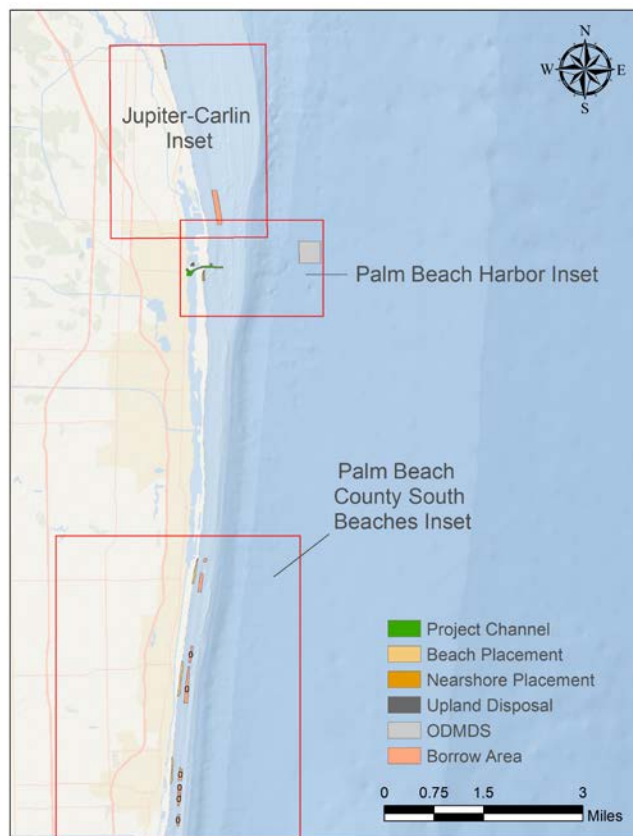 N
W E
S
Jupiter-Carlin
Inset
Palm Beach Harbor Inset
Palm Beach
County South
Beaches Inset
Project Channel
Beach Placement
Nearshore Placement
Upland Disposal
ODMDS
Borrow Area
0 0.75 1.5 3
Miles